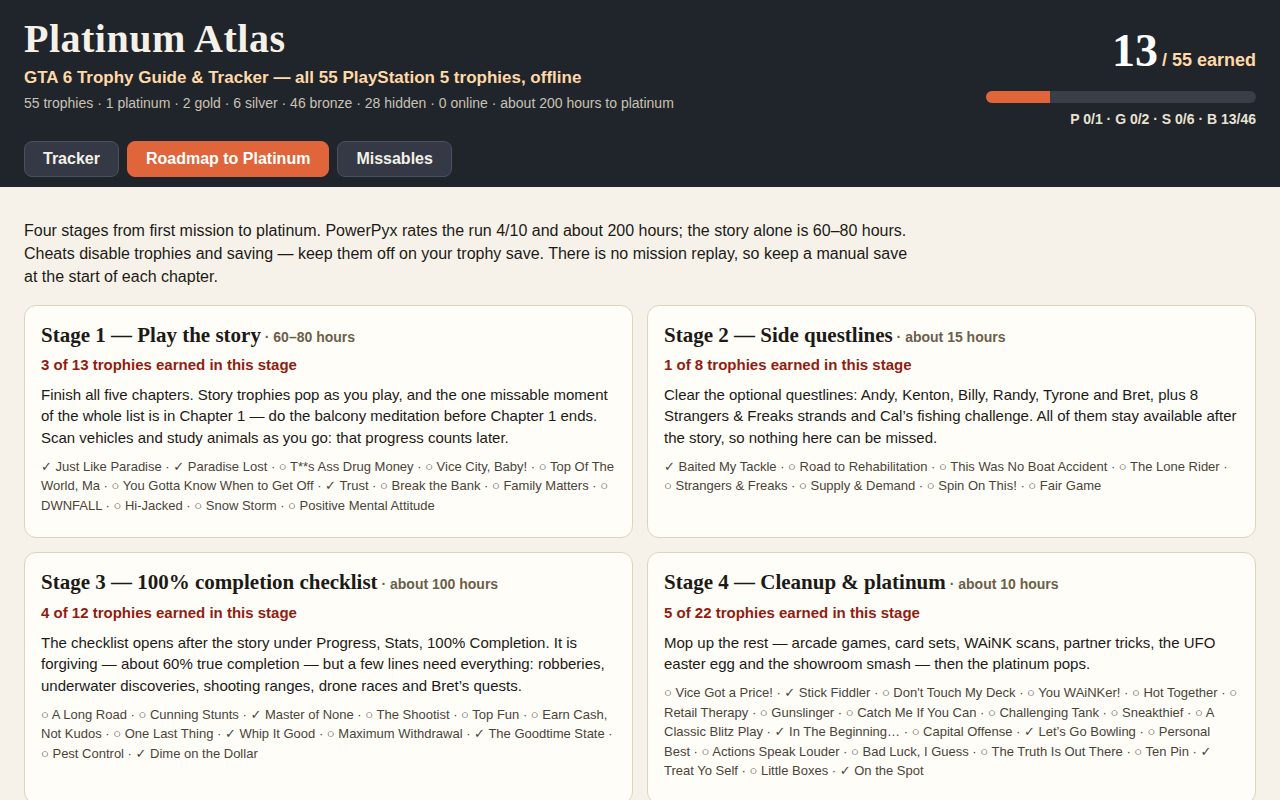 Platinum Atlas
GTA 6 Trophy Guide & Tracker — all 55 PlayStation 5 trophies, offline
55 trophies · 1 platinum · 2 gold · 6 silver · 46 bronze · 28 hidden · 0 online · about 200 hours to platinum
13 / 55 earned
P 0/1 · G 0/2 · S 0/6 · B 13/46
Tracker
Roadmap to Platinum
Missables
Four stages from first mission to platinum. PowerPyx rates the run 4/10 and about 200 hours; the story alone is 60–80 hours.
Cheats disable trophies and saving — keep them off on your trophy save. There is no mission replay, so keep a manual save
at the start of each chapter.
Stage 1 — Play the story · 60–80 hours
3 of 13 trophies earned in this stage
Finish all five chapters. Story trophies pop as you play, and the one missable moment
of the whole list is in Chapter 1 — do the balcony meditation before Chapter 1 ends.
Scan vehicles and study animals as you go: that progress counts later.
✓ Just Like Paradise · ✓ Paradise Lost · ○ T**s Ass Drug Money · ○ Vice City, Baby! · ○ Top Of The
World, Ma · ○ You Gotta Know When to Get Off · ✓ Trust · ○ Break the Bank · ○ Family Matters · ○
DWNFALL · ○ Hi-Jacked · ○ Snow Storm · ○ Positive Mental Attitude
Stage 2 — Side questlines · about 15 hours
1 of 8 trophies earned in this stage
Clear the optional questlines: Andy, Kenton, Billy, Randy, Tyrone and Bret, plus 8
Strangers & Freaks strands and Cal’s fishing challenge. All of them stay available after
the story, so nothing here can be missed.
✓ Baited My Tackle · ○ Road to Rehabilitation · ○ This Was No Boat Accident · ○ The Lone Rider ·
○ Strangers & Freaks · ○ Supply & Demand · ○ Spin On This! · ○ Fair Game
Stage 3 — 100% completion checklist · about 100 hours
4 of 12 trophies earned in this stage
The checklist opens after the story under Progress, Stats, 100% Completion. It is
forgiving — about 60% true completion — but a few lines need everything: robberies,
underwater discoveries, shooting ranges, drone races and Bret’s quests.
○ A Long Road · ○ Cunning Stunts · ✓ Master of None · ○ The Shootist · ○ Top Fun · ○ Earn Cash,
Not Kudos · ○ One Last Thing · ✓ Whip It Good · ○ Maximum Withdrawal · ✓ The Goodtime State ·
○ Pest Control · ✓ Dime on the Dollar
Stage 4 — Cleanup & platinum · about 10 hours
5 of 22 trophies earned in this stage
Mop up the rest — arcade games, card sets, WAiNK scans, partner tricks, the UFO
easter egg and the showroom smash — then the platinum pops.
○ Vice Got a Price! · ✓ Stick Fiddler · ○ Don't Touch My Deck · ○ You WAiNKer! · ○ Hot Together · ○
Retail Therapy · ○ Gunslinger · ○ Catch Me If You Can · ○ Challenging Tank · ○ Sneakthief · ○ A
Classic Blitz Play · ✓ In The Beginning… · ○ Capital Offense · ✓ Let’s Go Bowling · ○ Personal
Best · ○ Actions Speak Louder · ○ Bad Luck, I Guess · ○ The Truth Is Out There · ○ Ten Pin · ✓
Treat Yo Self · ○ Little Boxes · ✓ On the Spot